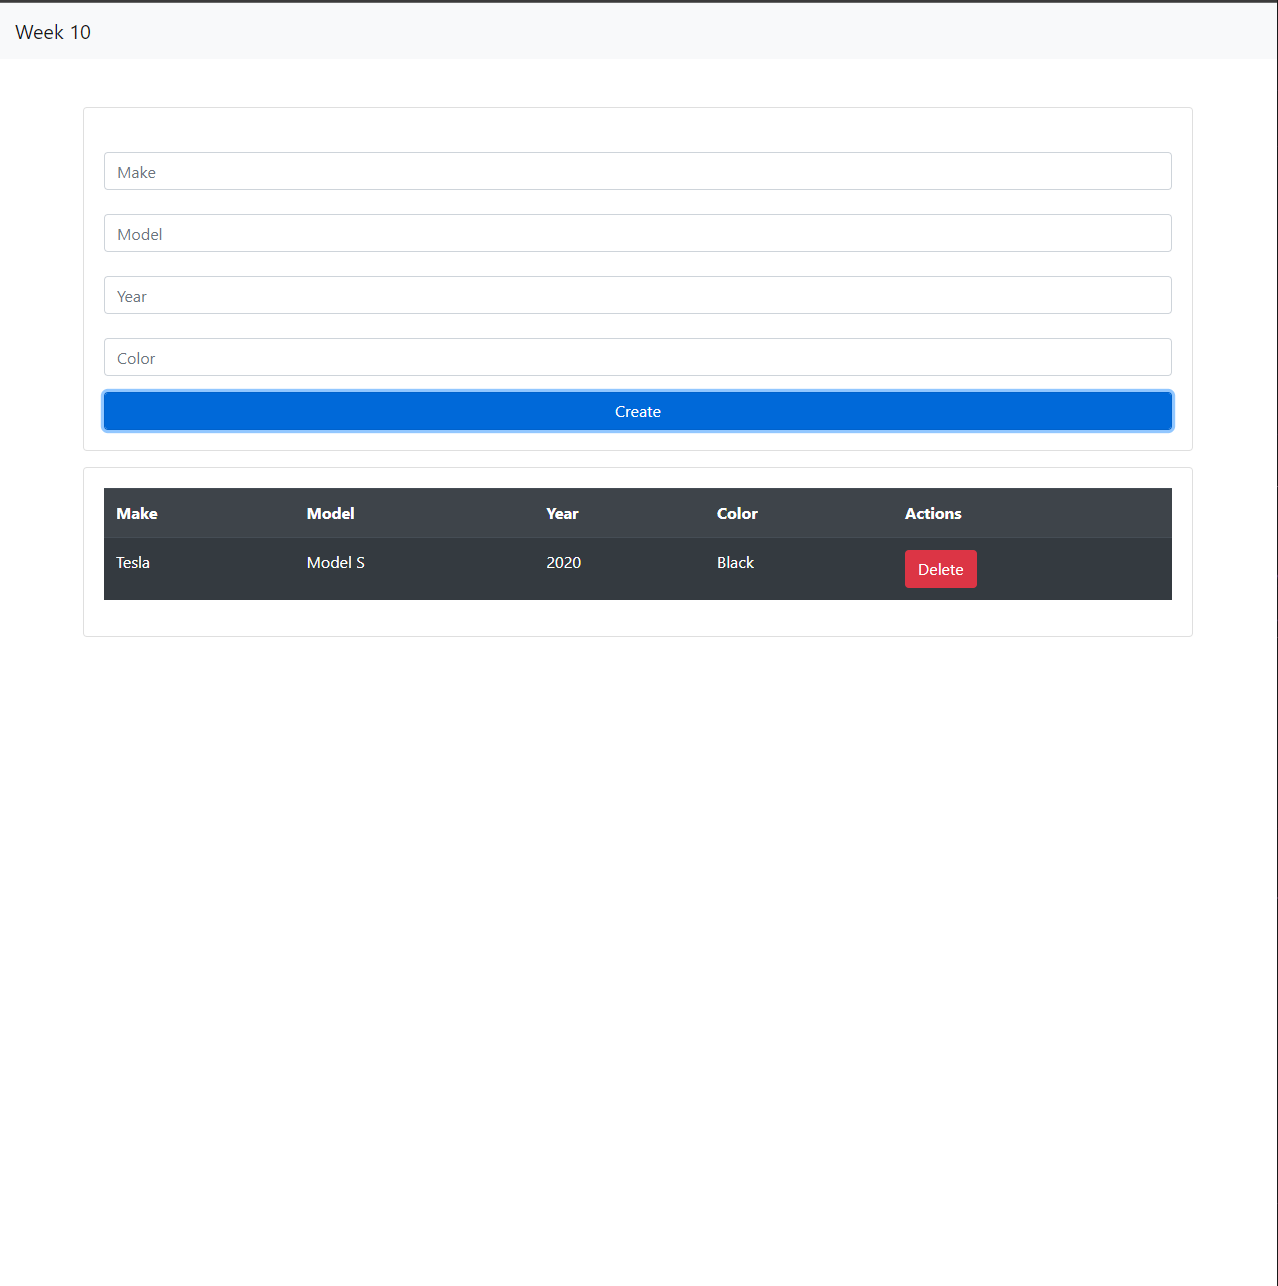 Week 10
Make
Model
Year
Color
Create
Make Model Year Color Actions
Tesla Model S 2020 Black Delete